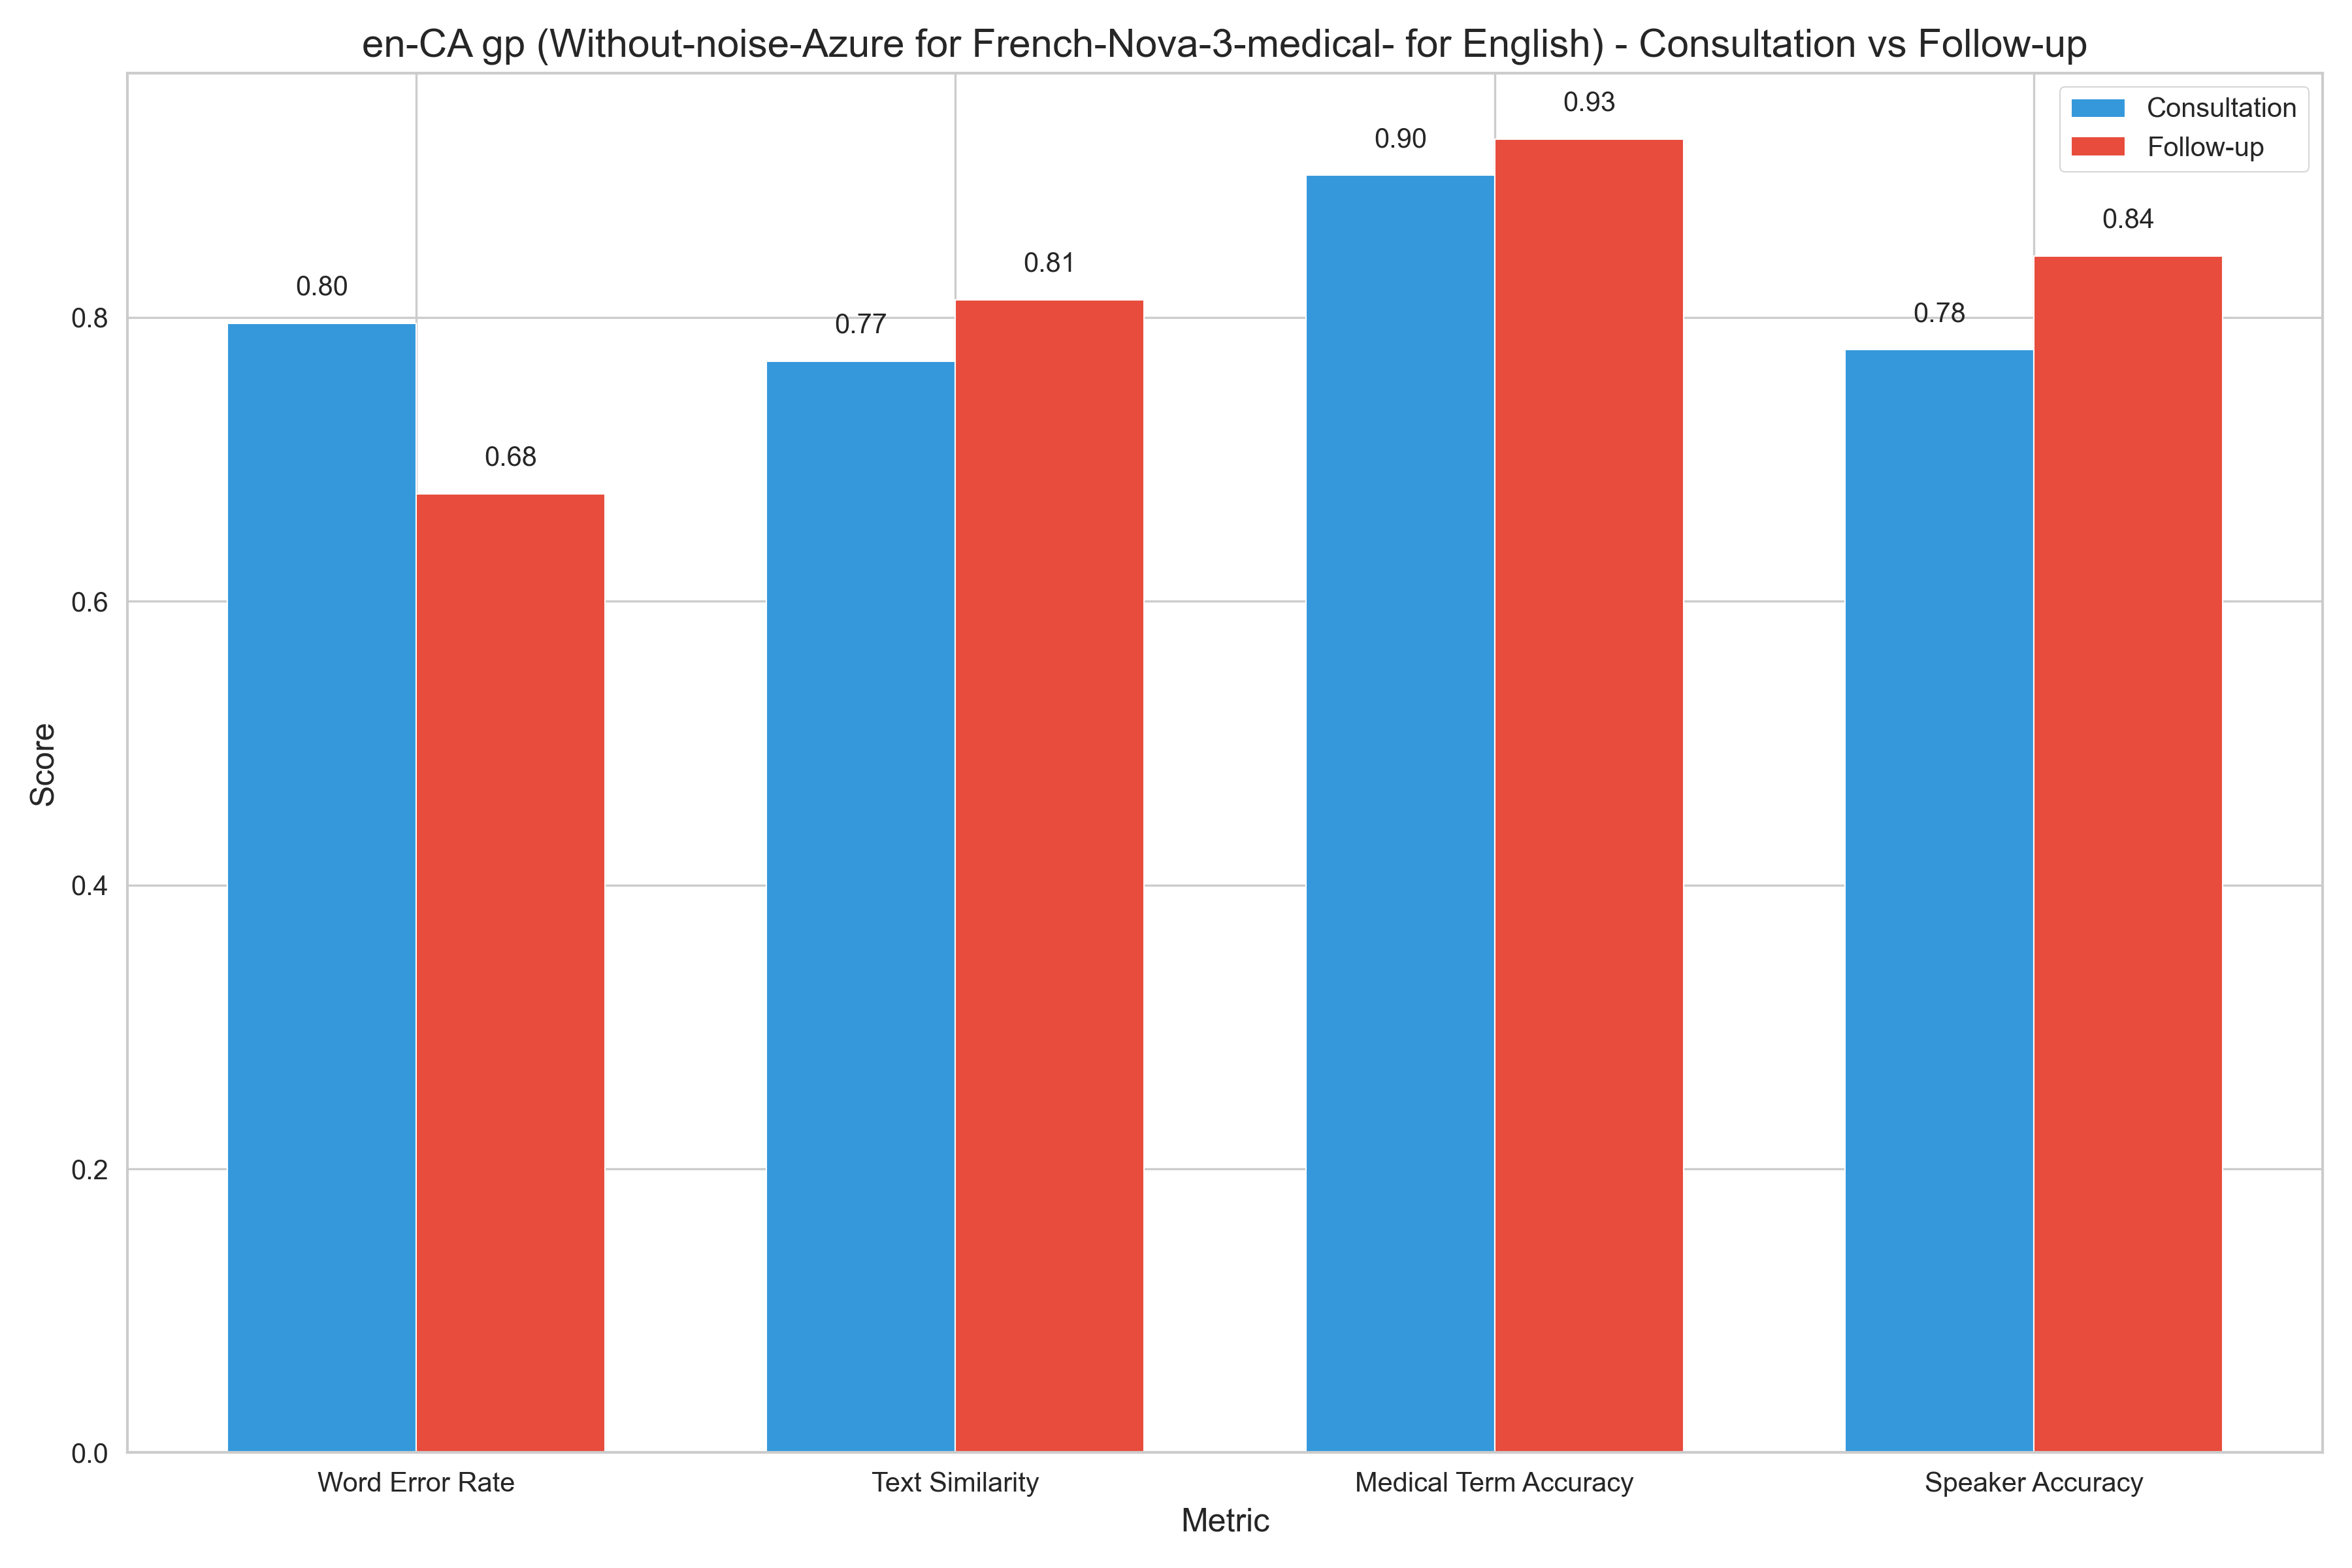 en-CA gp (Without-noise-Azure for French-Nova-3-medical- for English) - Consultation vs Follow-up
Consultation
Follow-up
0.80
0.68
0.77
0.81
0.90
0.93
0.78
0.84
Score
0.8
0.6
0.4
0.2
0.0
Word Error Rate
Text Similarity
Medical Term Accuracy
Speaker Accuracy
Metric